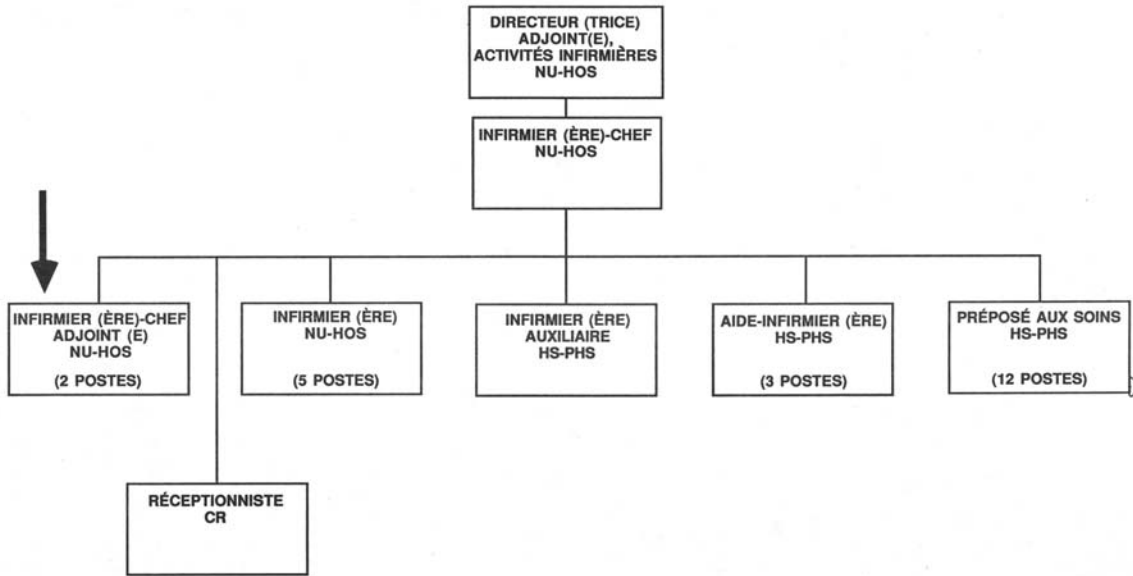 DIRECTEUR (TRICE)
ADJOINT(E),
ACTIVITÉS INFIRMIÈRES
NU-HOS
INFIRMIER (ÈRE)-CHEF
NU-HOS
INFIRMIER (ÈRE)-CHEF
ADJOINT (E)
NU-HOS
(2 POSTES)
INFIRMIER (ÈRE)
NU-HOS
(5 POSTES)
INFIRMIER (ÈRE)
AUXILIAIRE
HS-PHS
AIDE-INFIRMIER (ÈRE)
HS-PHS
(3 POSTES)
PRÉPOSÉ AUX SOINS
HS-PHS
(12 POSTES)
RÉCEPTIONNISTE
CR